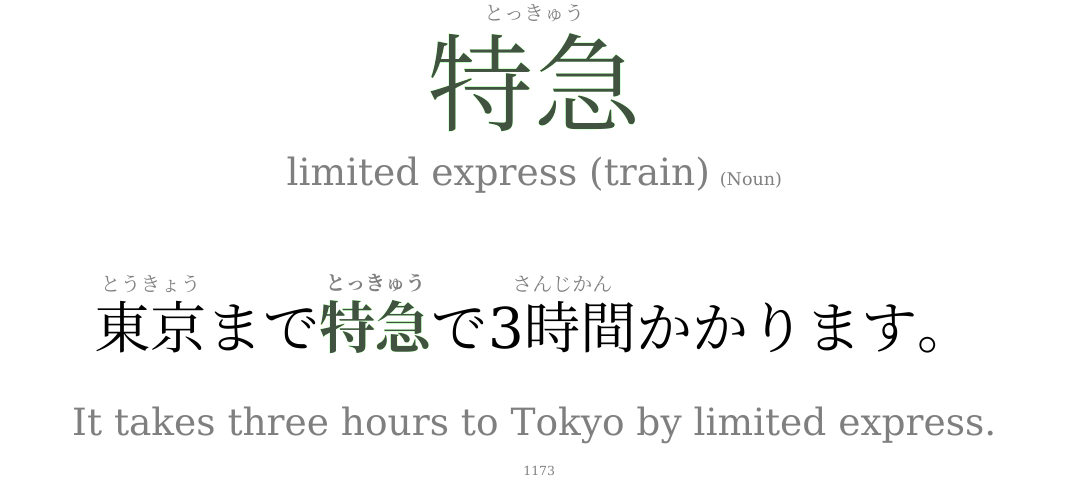 とっきゅう
特急
limited express (train) (Noun)
とうきょう とっきゅう さんじかん
東京まで特急で3時間かかります。
It takes three hours to Tokyo by limited express.
1173